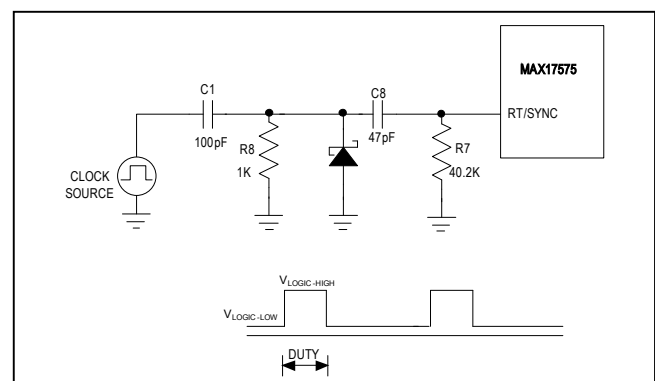 MAX17575
C1
C8
RT/SYNC
100pF
47pF
R8
1K
R7
40.2K
CLOCK
SOURCE
VLOGIC-HIGH
VLOGIC-LOW
DUTY